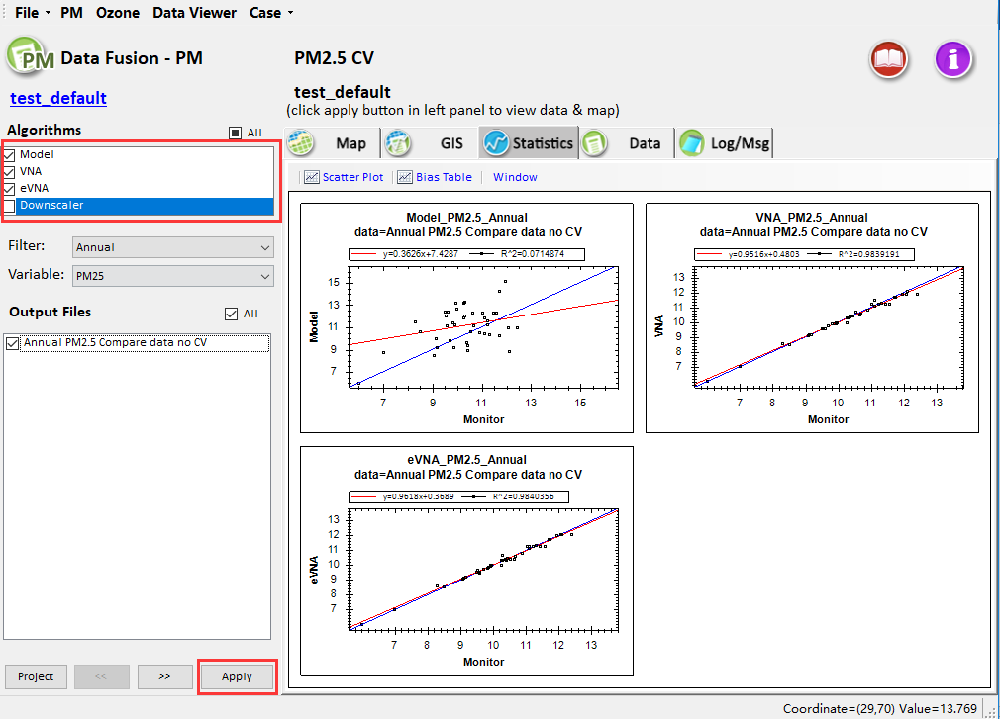 File PM Ozone Data Viewer Case
PM Data Fusion - PM
PM2.5 CV
i
test_default
test_default
(click apply button in left panel to view data & map)
Algorithms All
Model
VNA
eVNA
Downscaler
Filter: Annual
Variable: PM25
Output Files All
Annual PM2.5 Compare data no CV
Project << >> Apply
Map GIS Statistics Data Log/Msg
Scatter Plot Bias Table Window
Model_PM2.5_Annual
data=Annual PM2.5 Compare data no CV
y=0.3626x+7.4287 R^2=0.0714874
15
13
11
9
7
Model
7 9 11 13 15
Monitor
VNA_PM2.5_Annual
data=Annual PM2.5 Compare data no CV
y=0.9516x+0.4803 R^2=0.9839191
13
12
11
10
9
8
7
VNA
7 8 9 10 11 12 13
Monitor
eVNA_PM2.5_Annual
data=Annual PM2.5 Compare data no CV
y=0.9618x+0.3689 R^2=0.9840356
13
12
11
10
9
8
7
eVNA
7 8 9 10 11 12 13
Monitor
Coordinate=(29,70) Value=13.769